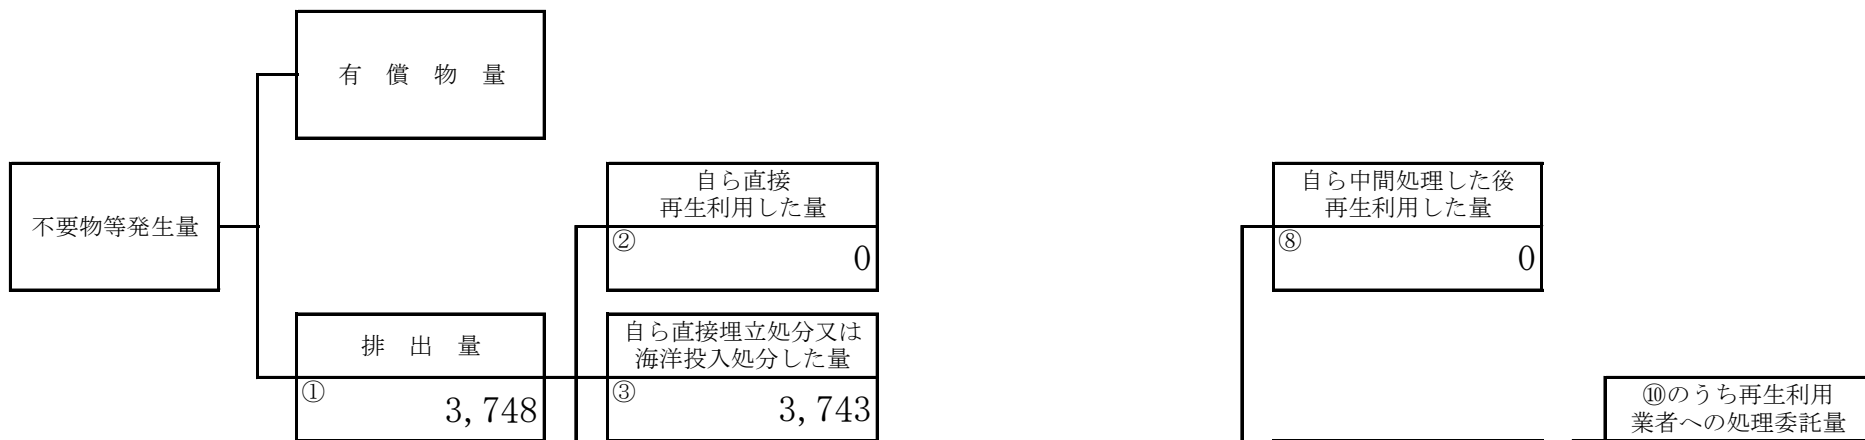 有 償 物 量
不要物等発生量
自ら直接
再生利用した量
②
0
自ら中間処理した後
再生利用した量
⑧
0
排 出 量
①
3,748
自ら直接埋立処分又は
海洋投入処分した量
③
3,743
⑩のうち再生利用
業者への処理委託量